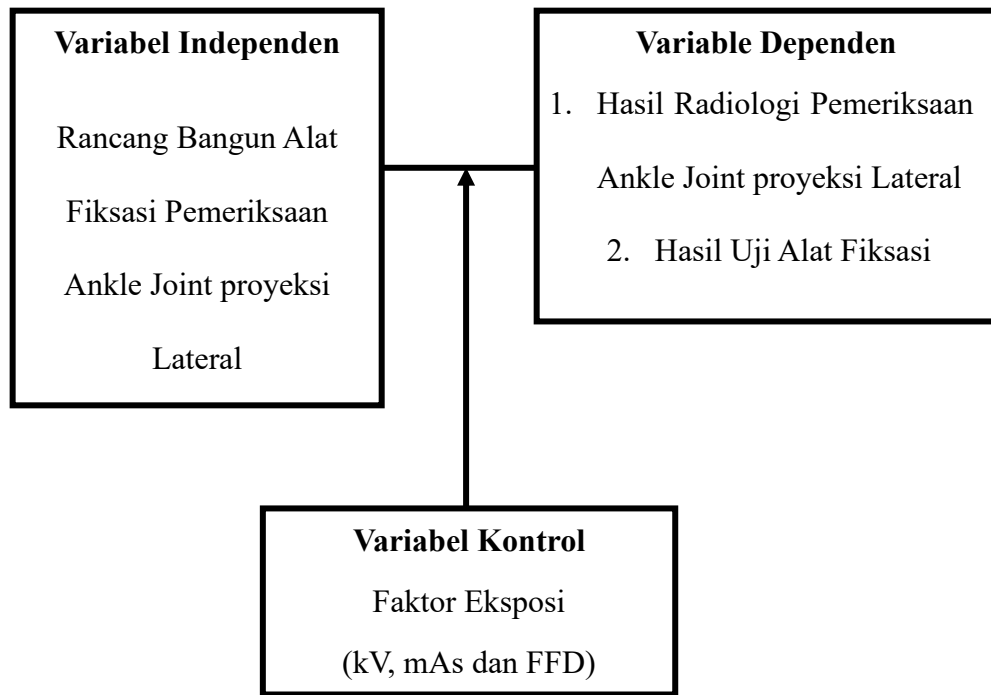 Variabel Independen
Rancang Bangun Alat
Fiksasi Pemeriksaan
Ankle Joint proyeksi
Lateral
Variable Dependen
1. Hasil Radiologi Pemeriksaan
Ankle Joint proyeksi Lateral
2. Hasil Uji Alat Fiksasi
Variabel Kontrol
Faktor Eksposi
(kV, mAs dan FFD)